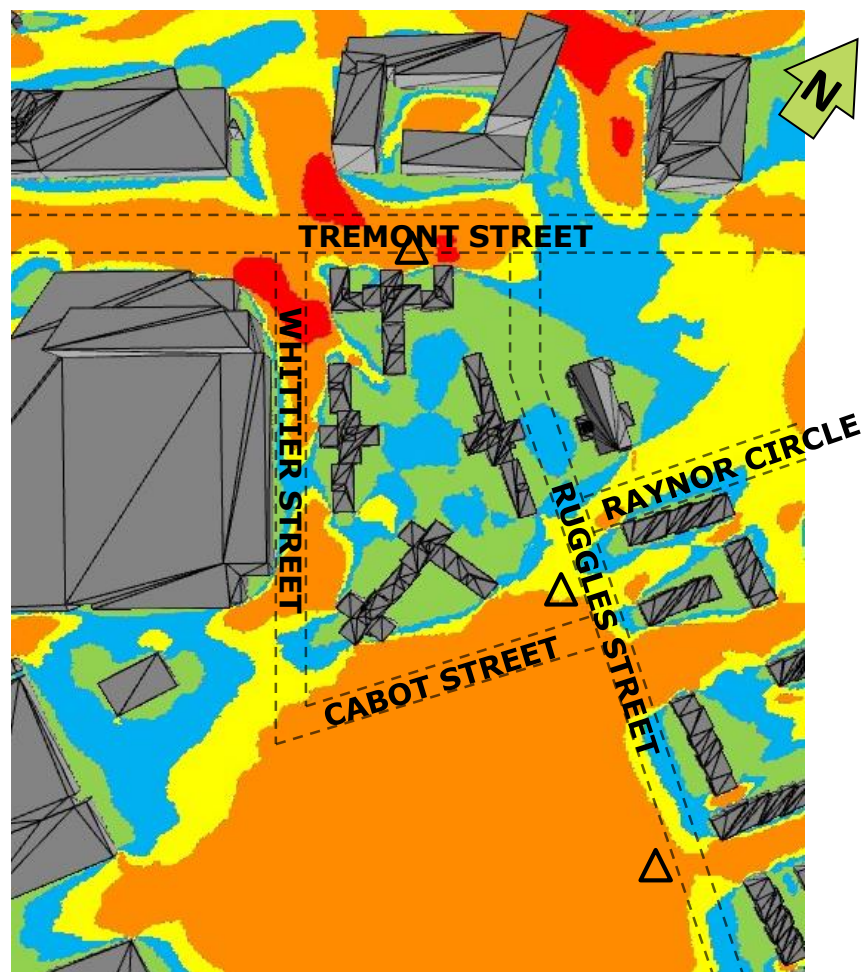 N
TREMONT STREET
WHITTIER STREET
RAYNOR CIRCLE
RUGGLES STREET
CABOT STREET